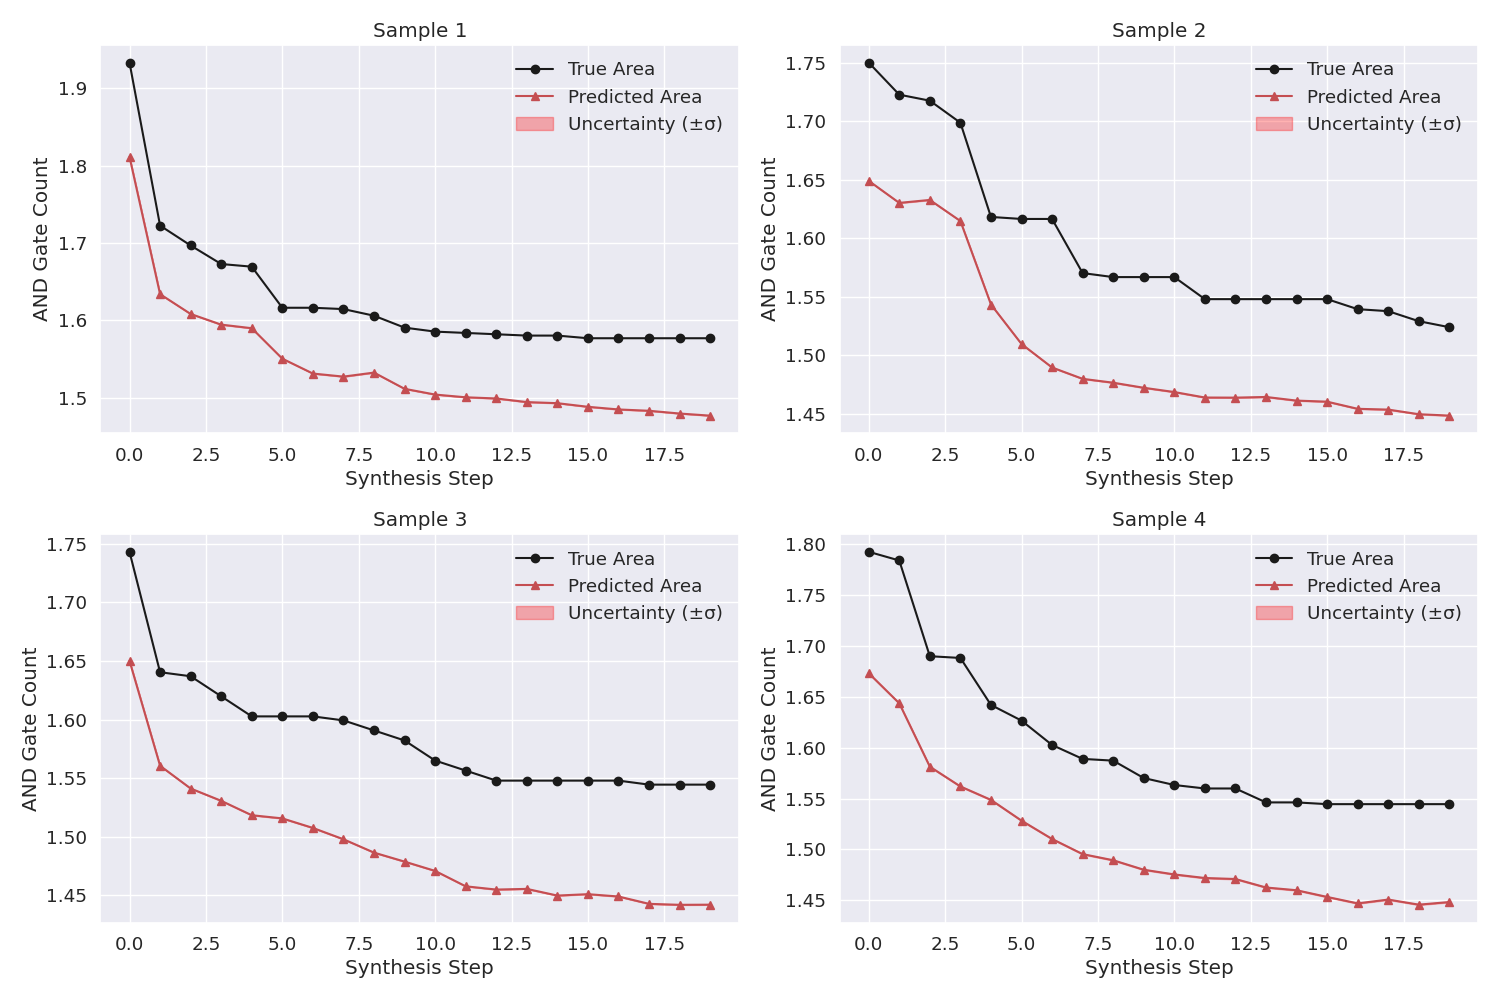 Sample 1
1.9
1.8
1.7
1.6
1.5
AND Gate Count
True Area
Predicted Area
Uncertainty (±σ)
0.0 2.5 5.0 7.5 10.0 12.5 15.0 17.5
Synthesis Step
Sample 2
1.75
1.70
1.65
1.60
1.55
1.50
1.45
AND Gate Count
True Area
Predicted Area
Uncertainty (±σ)
0.0 2.5 5.0 7.5 10.0 12.5 15.0 17.5
Synthesis Step
Sample 3
1.75
1.70
1.65
1.60
1.55
1.50
1.45
AND Gate Count
True Area
Predicted Area
Uncertainty (±σ)
0.0 2.5 5.0 7.5 10.0 12.5 15.0 17.5
Synthesis Step
Sample 4
1.80
1.75
1.70
1.65
1.60
1.55
1.50
1.45
AND Gate Count
True Area
Predicted Area
Uncertainty (±σ)
0.0 2.5 5.0 7.5 10.0 12.5 15.0 17.5
Synthesis Step